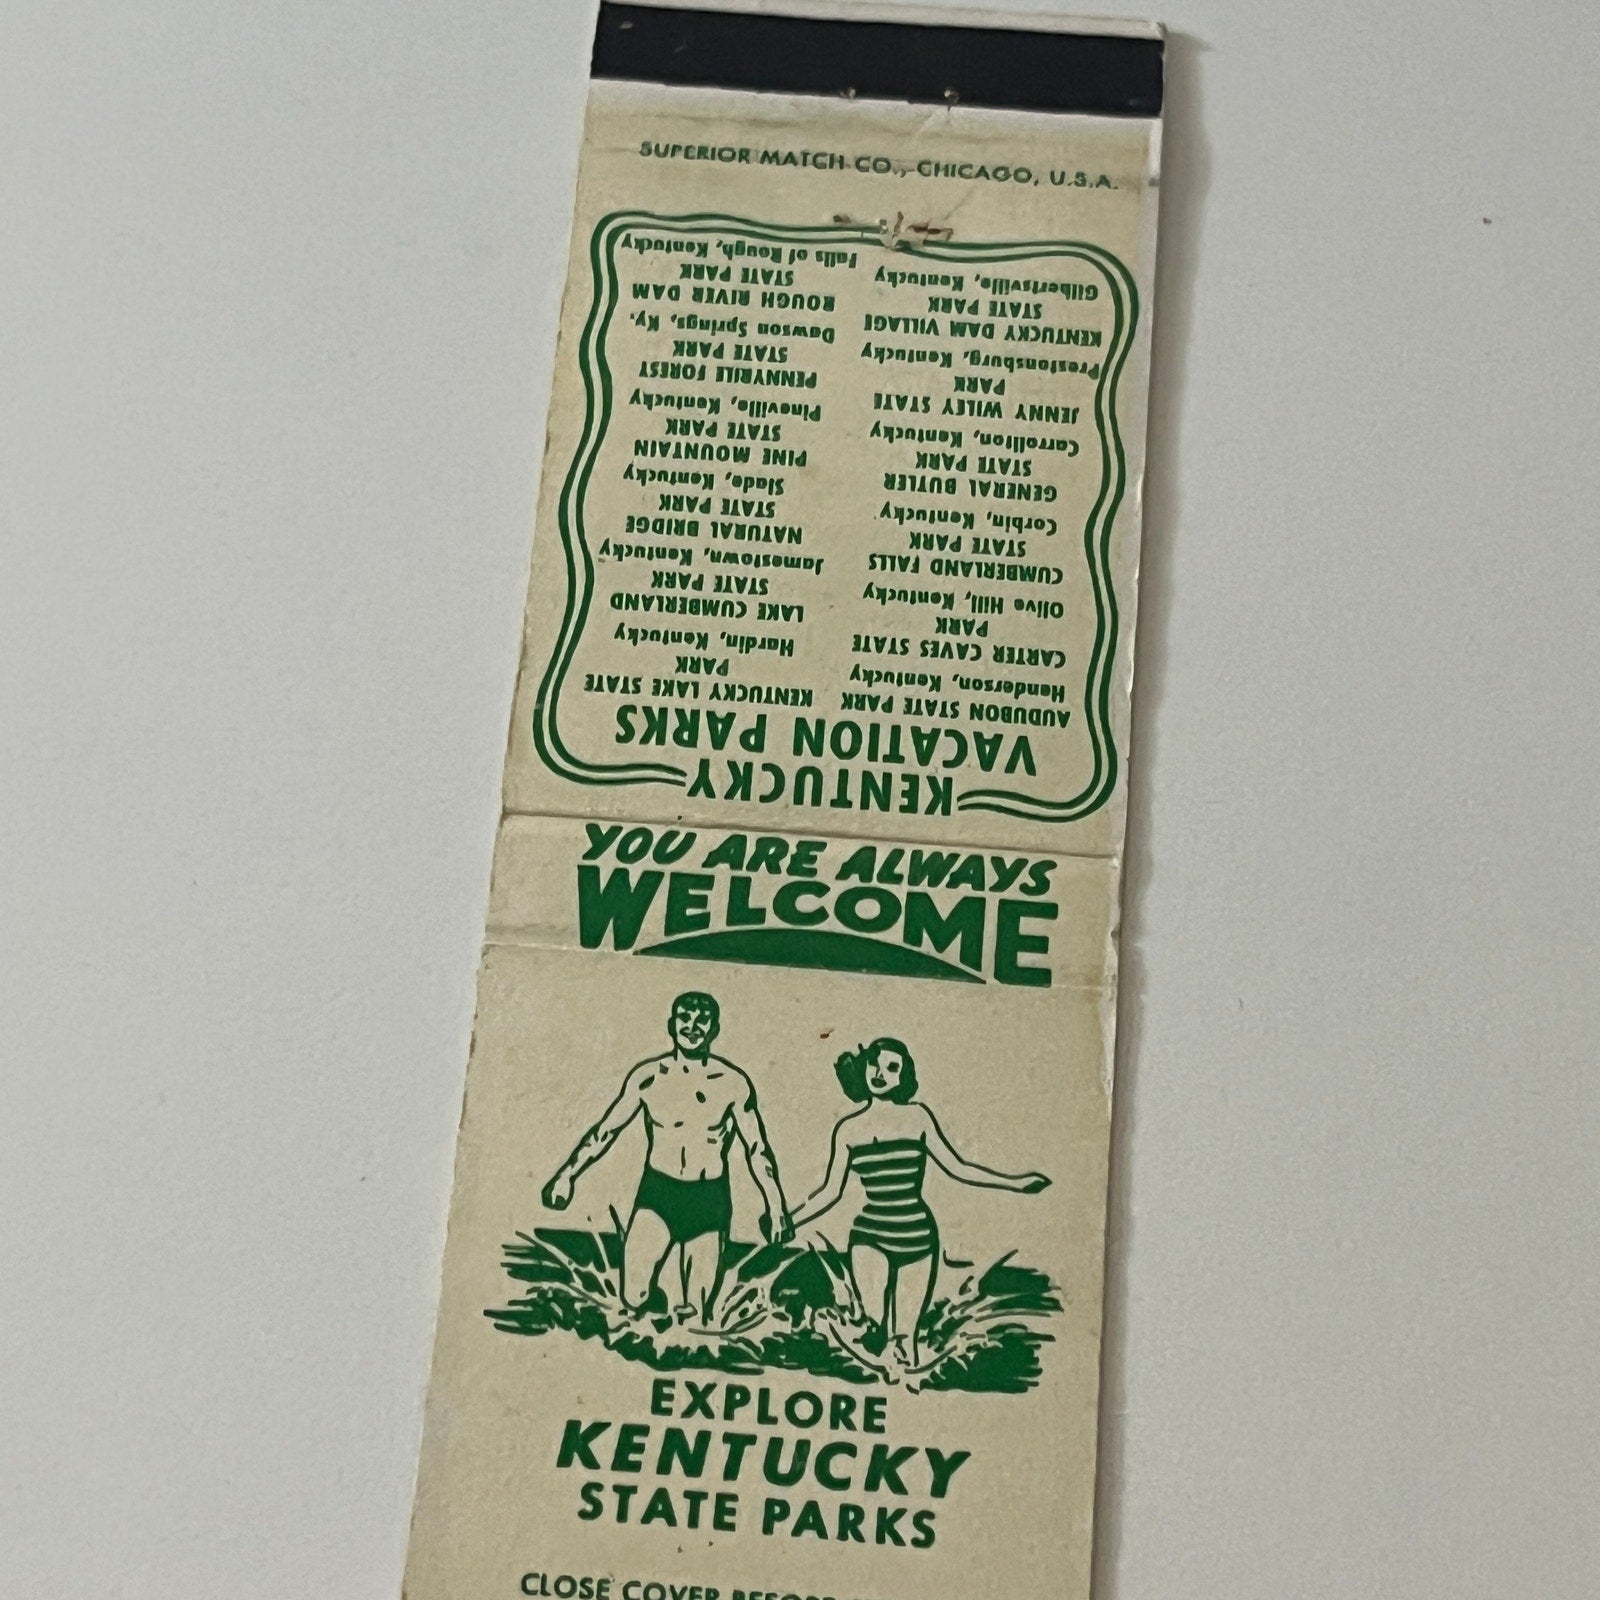 SUPERIOR MATCH CO., CHICAGO, U.S.A.
KENTUCKY
VACATION PARKS
AUDUBON STATE PARK
Henderson, Kentucky
CARTER CAVES STATE
PARK
Olive Hill, Kentucky
CUMBERLAND FALLS
STATE PARK
Corbin, Kentucky
GENERAL BUTLER
STATE PARK
Carrollton, Kentucky
JENNY WILEY STATE
PARK
Prestonsburg, Kentucky
KENTUCKY DAM VILLAGE
STATE PARK
Gilbertsville, Kentucky
KENTUCKY LAKE STATE
PARK
Hardin, Kentucky
LAKE CUMBERLAND
STATE PARK
Jamestown, Kentucky
NATURAL BRIDGE
STATE PARK
Slade, Kentucky
PINE MOUNTAIN
STATE PARK
Pineville, Kentucky
PENNYRILE FOREST
STATE PARK
Dawson Springs, Ky.
ROUGH RIVER DAM
STATE PARK
Falls of Rough, Kentucky
YOU ARE ALWAYS
WELCOME
EXPLORE
KENTUCKY
STATE PARKS
CLOSE COVER BEFORE